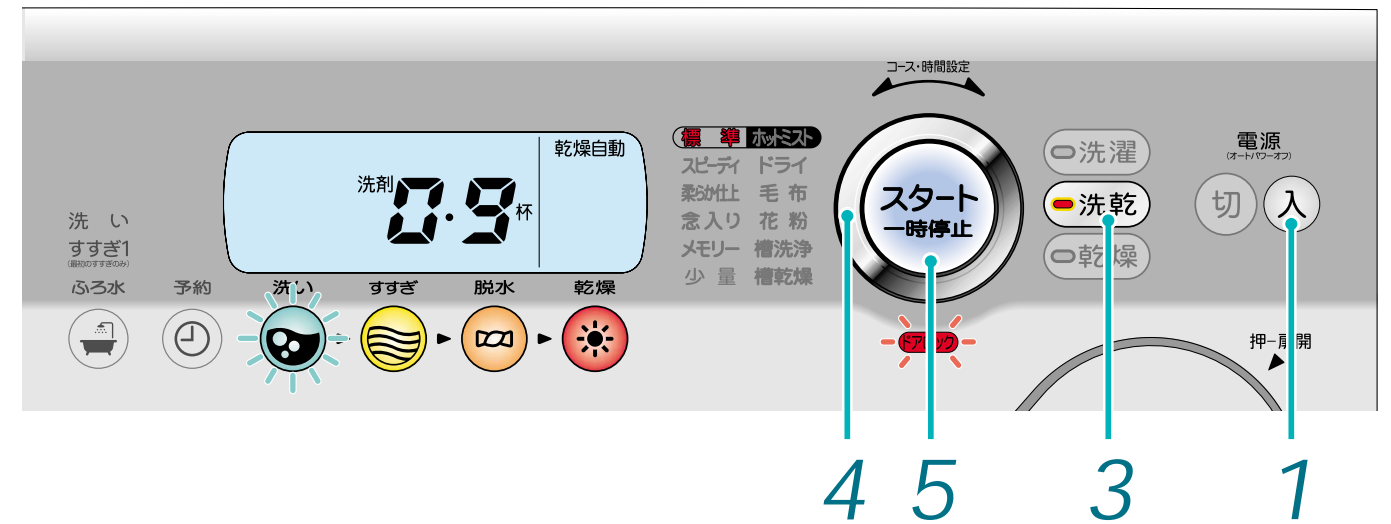 コース・時間設定
標準 ホットミスト
スピーディ ドライ
柔らか仕上 毛布
念入り 花粉
メモリー 槽洗浄
少量 槽乾燥
スタート
一時停止
洗濯
洗乾
乾燥
電源
(オートパワーオフ)
切 入
乾燥自動
洗剤 0.9 杯
洗い
すすぎ1
(最初のすすぎのみ)
ふろ水 予約 洗い すすぎ 脱水 乾燥
ドアロック
押-扉開
4 5 3 1